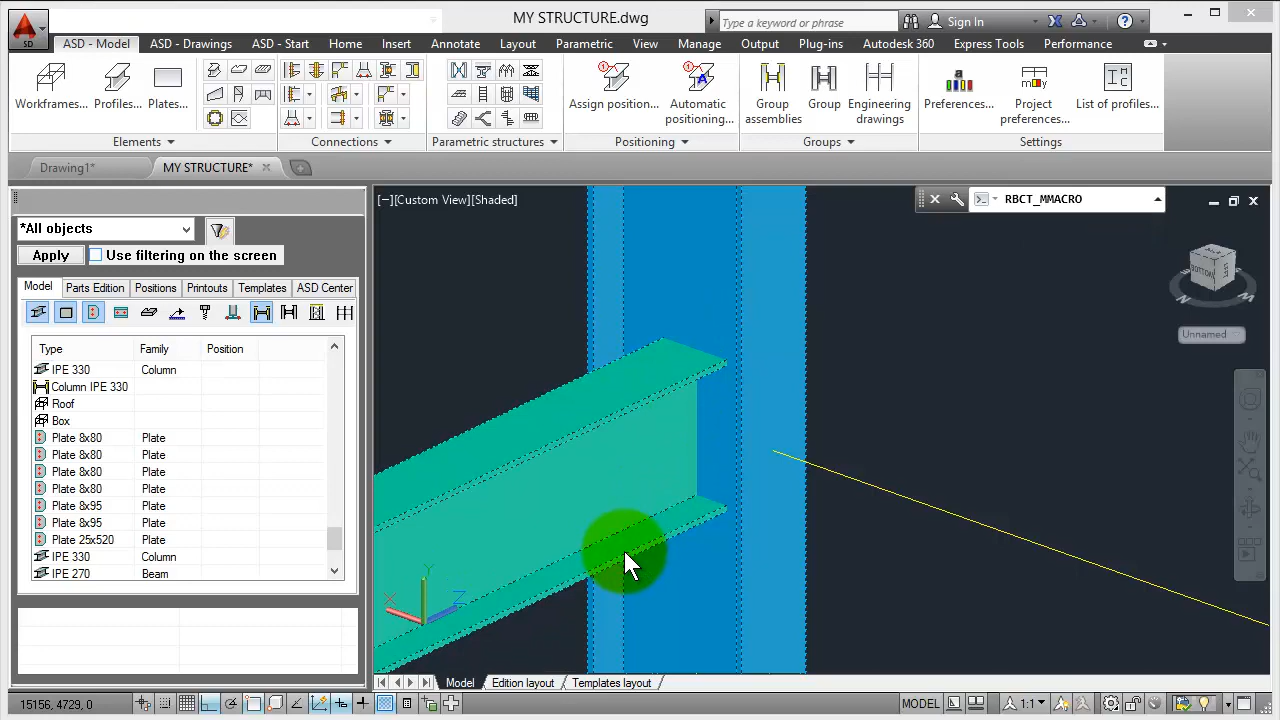 MY STRUCTURE.dwg
Type a keyword or phrase
Sign In
SD
ASD - Model
ASD - Drawings
ASD - Start
Home
Insert
Annotate
Layout
Parametric
View
Manage
Output
Plug-ins
Autodesk 360
Express Tools
Performance
Workframes...
Profiles...
Plates...
Assign position...
Automatic
positioning...
Group
assemblies
Group
Engineering
drawings
Preferences...
Project
preferences...
List of profiles...
Elements
Connections
Parametric structures
Positioning
Groups
Settings
Drawing1*
MY STRUCTURE*
*All objects
Apply
Use filtering on the screen
Model
Parts Edition
Positions
Printouts
Templates
ASD Center
Type Family Position
IPE 330 Column
Column IPE 330
Roof
Box
Plate 8x80 Plate
Plate 8x80 Plate
Plate 8x80 Plate
Plate 8x80 Plate
Plate 8x95 Plate
Plate 8x95 Plate
Plate 25x520 Plate
IPE 330 Column
IPE 270 Beam
[−][Custom View][Shaded]
RBCT_MMACRO
BOTTOM
N
W
Unnamed
X
Y
Z
Model
Edition layout
Templates layout
15156, 4729, 0
MODEL
1:1